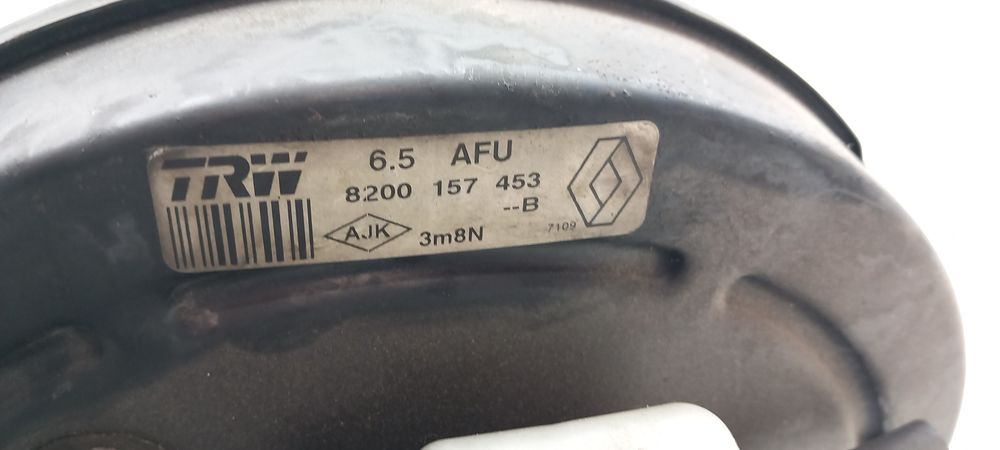 TRW
6.5 AFU
8200 157 453
--B
AJK 3m8N
7109